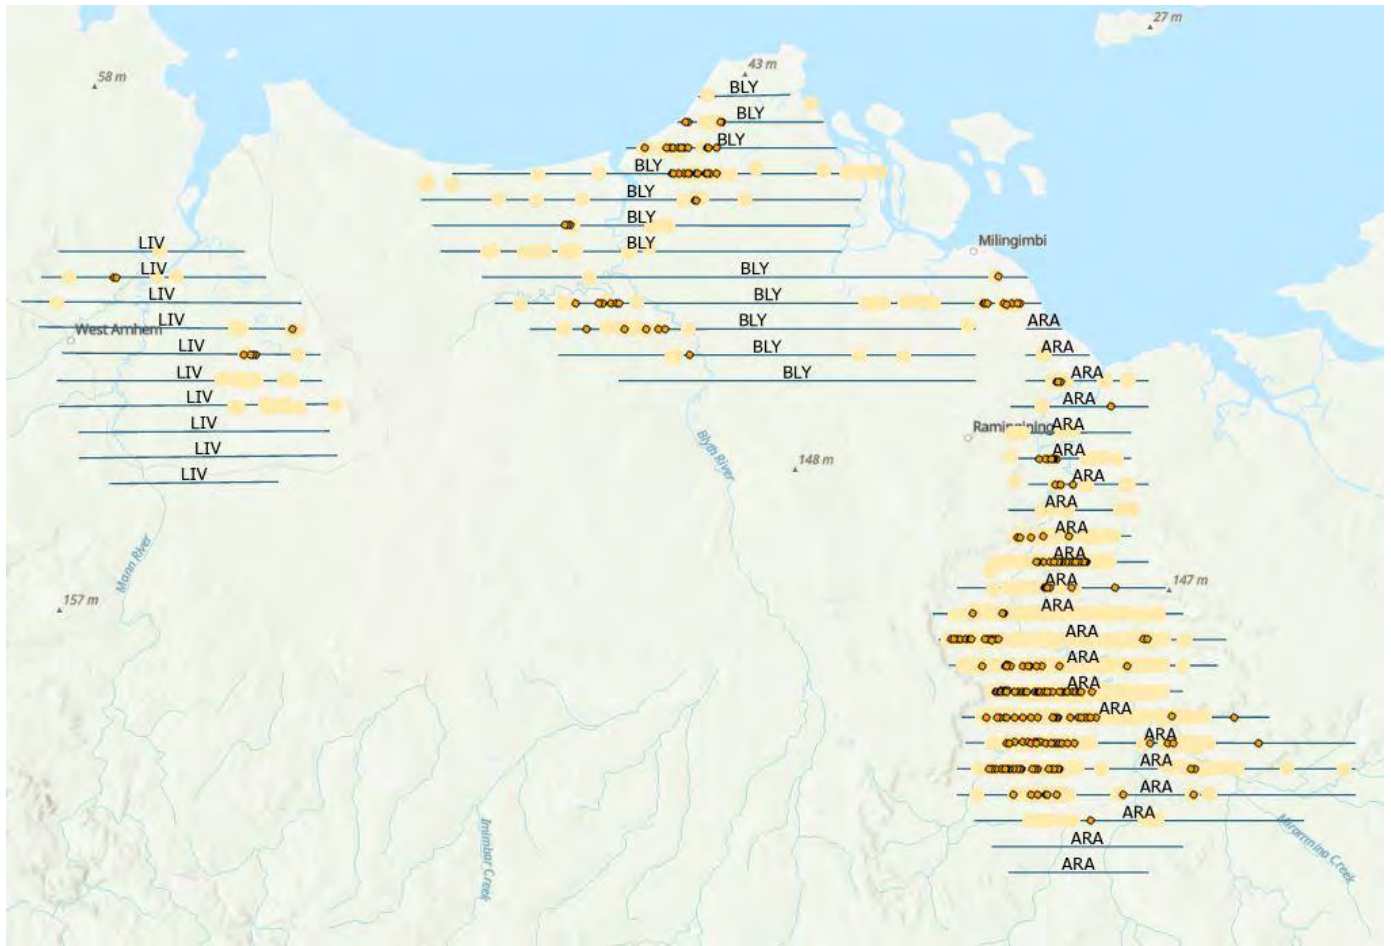 27 m
43 m
58 m
BLY
BLY
BLY
BLY
BLY
BLY
Milingimbi
LIV
BLY
LIV
BLY
LIV
BLY
West Arnhem
LIV
BLY
ARA
LIV
BLY
ARA
LIV
BLY
ARA
LIV
ARA
LIV
Ramingining
ARA
LIV
ARA
Blyth River
148 m
LIV
ARA
ARA
ARA
Mann River
ARA
ARA
157 m
147 m
ARA
ARA
ARA
ARA
ARA
ARA
ARA
ARA
ARA
Imimbar Creek
Creek
ARA
ARA